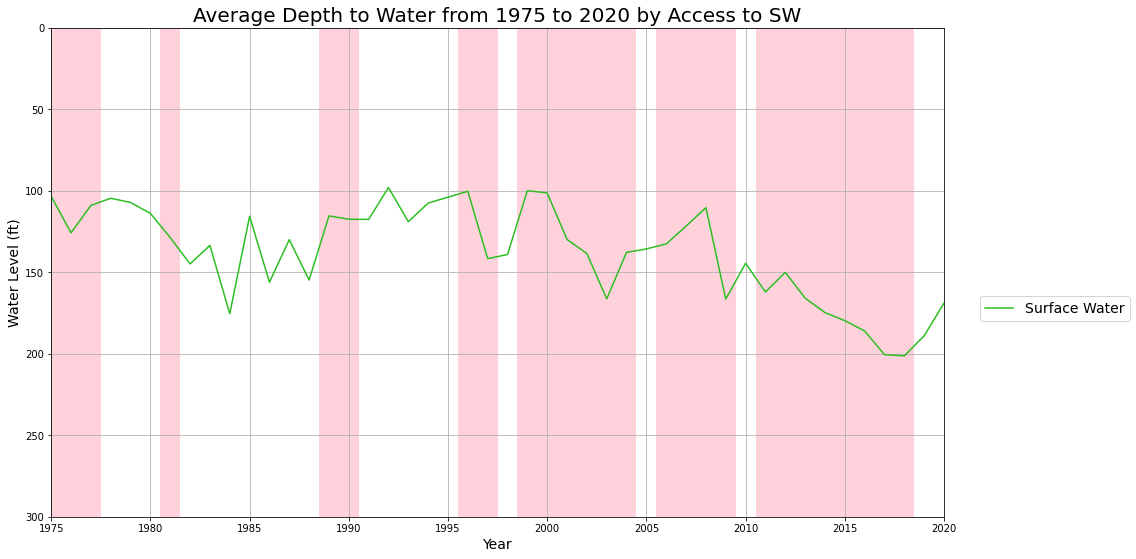 Average Depth to Water from 1975 to 2020 by Access to SW
Water Level (ft)
0
50
100
150
200
250
300
1975 1980 1985 1990 1995 2000 2005 2010 2015 2020
Year
Surface Water